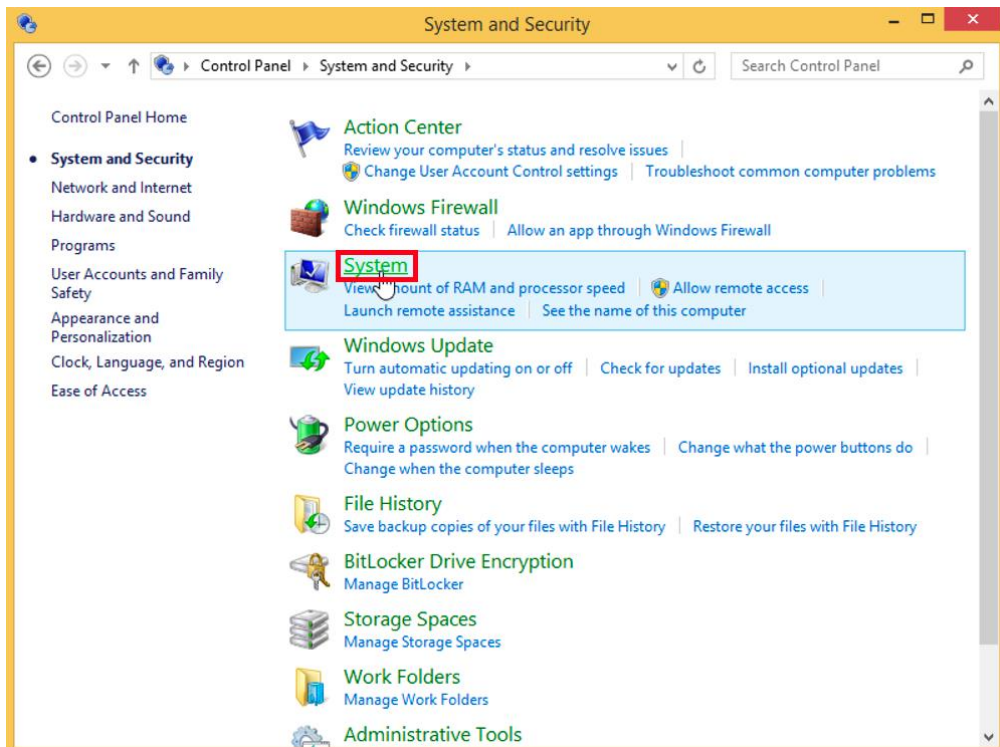 System and Security
Control Panel System and Security
Search Control Panel
Control Panel Home
System and Security
Network and Internet
Hardware and Sound
Programs
User Accounts and Family
Safety
Appearance and
Personalization
Clock, Language, and Region
Ease of Access
Action Center
Review your computer's status and resolve issues
Change User Account Control settings Troubleshoot common computer problems
Windows Firewall
Check firewall status Allow an app through Windows Firewall
System
View amount of RAM and processor speed Allow remote access
Launch remote assistance See the name of this computer
Windows Update
Turn automatic updating on or off Check for updates Install optional updates
View update history
Power Options
Require a password when the computer wakes Change what the power buttons do
Change when the computer sleeps
File History
Save backup copies of your files with File History Restore your files with File History
BitLocker Drive Encryption
Manage BitLocker
Storage Spaces
Manage Storage Spaces
Work Folders
Manage Work Folders
Administrative Tools